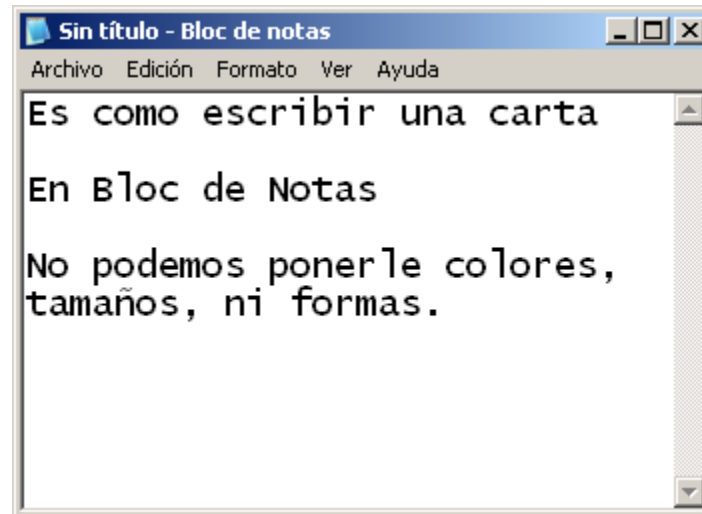 Sin título - Bloc de notas
Archivo Edición Formato Ver Ayuda
Es como escribir una carta
En Bloc de Notas
No podemos ponerle colores,
tamaños, ni formas.